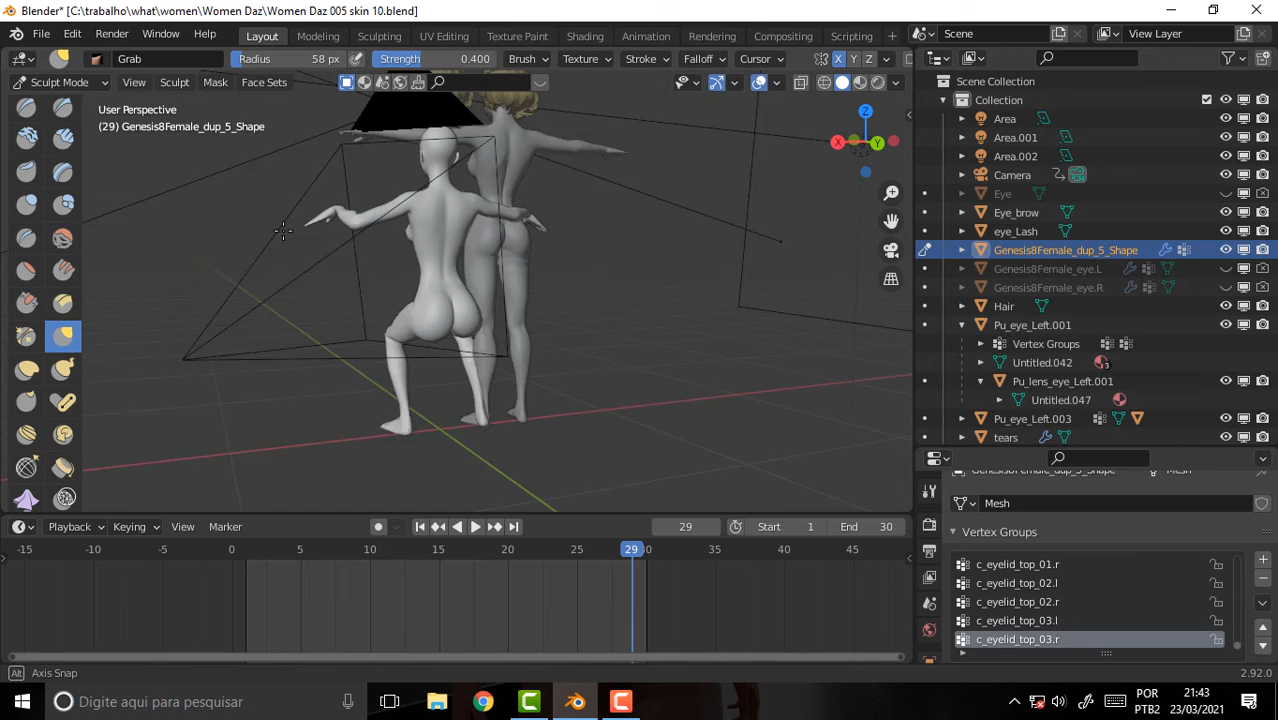 Blender* [C:\trabalho\what\women\Women Daz\Women Daz 005 skin 10.blend]
File Edit Render Window Help Layout Modeling Sculpting UV Editing Texture Paint Shading Animation Rendering Compositing Scripting Scene View Layer
Grab Radius 58 px Strength 0.400 Brush Texture Stroke Falloff Cursor X Y Z
Sculpt Mode View Sculpt Mask Face Sets
User Perspective
(29) Genesis8Female_dup_5_Shape
Z
X Y
Scene Collection
Collection
Area
Area.001
Area.002
Camera
Eye
Eye_brow
eye_Lash
Genesis8Female_dup_5_Shape
Genesis8Female_eye.L
Genesis8Female_eye.R
Hair
Pu_eye_Left.001
Vertex Groups
Untitled.042 3
Pu_lens_eye_Left.001
Untitled.047
Pu_eye_Left.003
tears
Genesis8Female_dup_5_Shape Mesh
Mesh
Vertex Groups
c_eyelid_top_01.r
c_eyelid_top_02.l
c_eyelid_top_02.r
c_eyelid_top_03.l
c_eyelid_top_03.r
Playback Keying View Marker 29 Start 1 End 30
-15 -10 -5 0 5 10 15 20 25 29 30 35 40 45
Alt Axis Snap 2.92.0
Digite aqui para pesquisar
POR
PTB2
21:43
23/03/2021